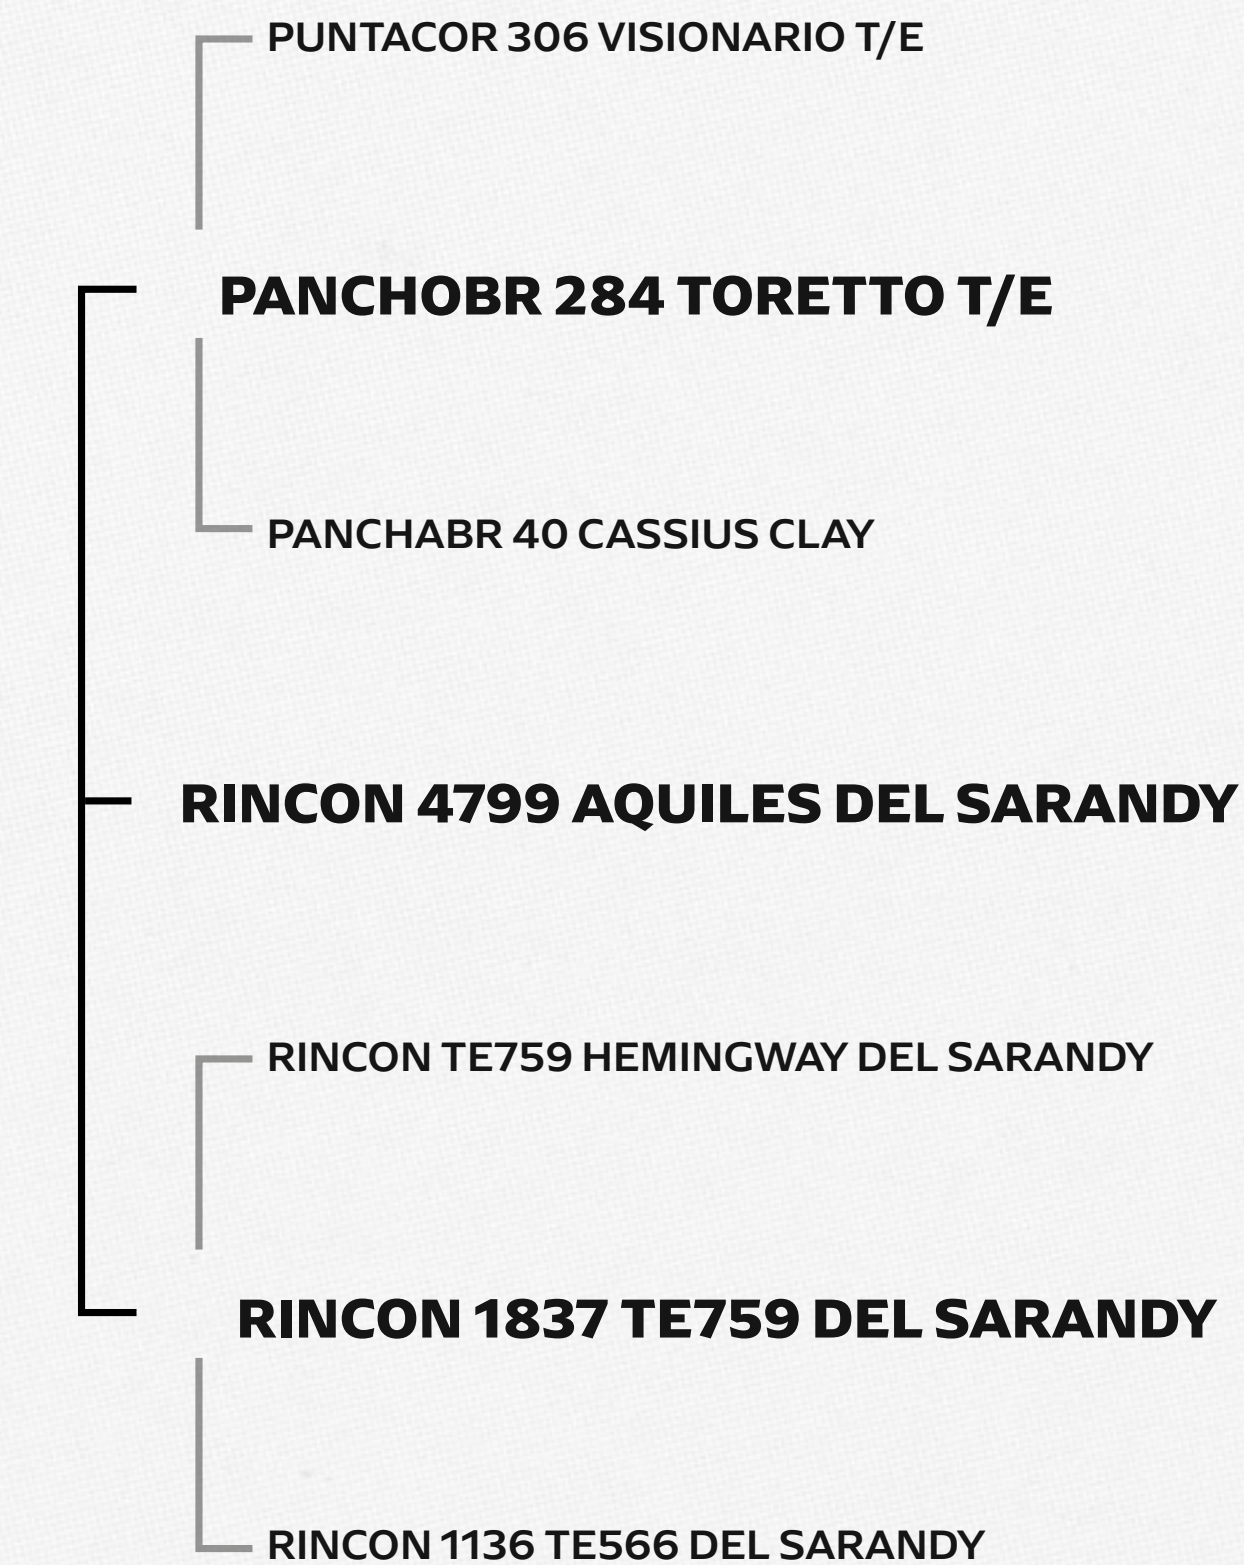 PUNTACOR 306 VISIONARIO T/E
PANCHOBR 284 TORETTO T/E
PANCHABR 40 CASSIUS CLAY
RINCON 4799 AQUILES DEL SARANDY
RINCON TE759 HEMINGWAY DEL SARANDY
RINCON 1837 TE759 DEL SARANDY
RINCON 1136 TE566 DEL SARANDY